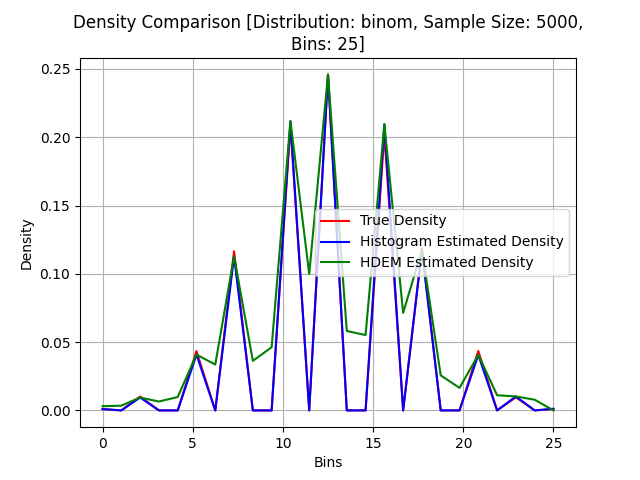 Density Comparison [Distribution: binom, Sample Size: 5000,
Bins: 25]
Density
0.25
0.20
0.15
0.10
0.05
0.00
True Density
Histogram Estimated Density
HDEM Estimated Density
0 5 10 15 20 25
Bins